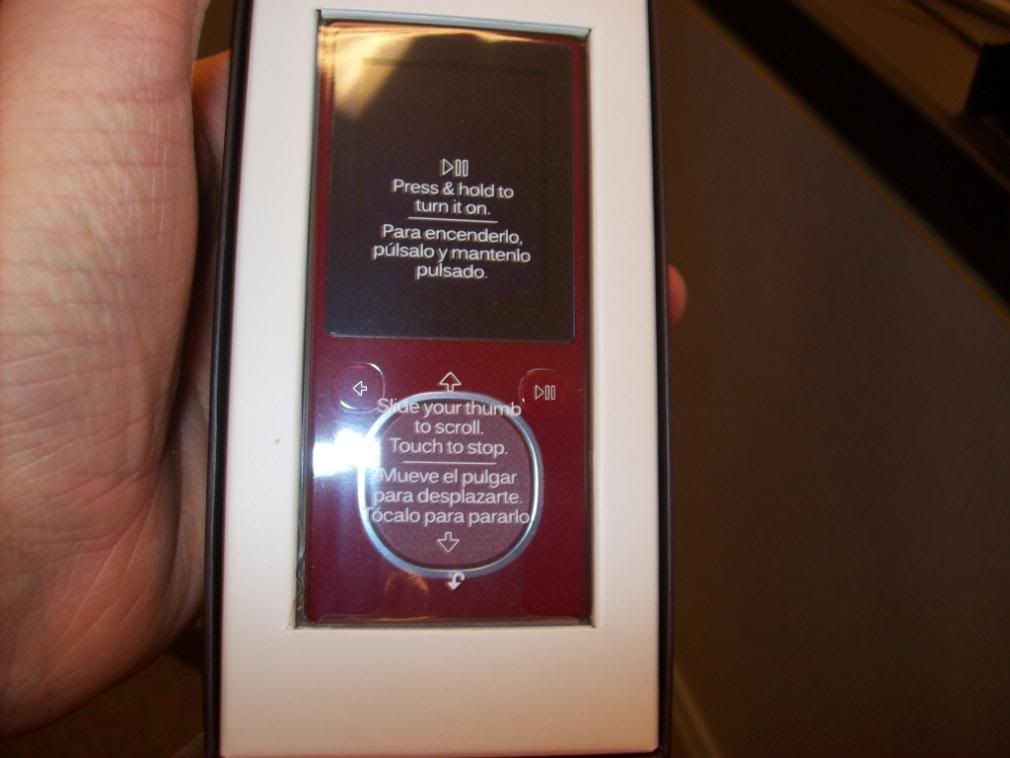 Press & hold to
turn it on.
Para encenderlo,
púlsalo y mantenlo
pulsado.
Slide your thumb
to scroll.
Touch to stop.
Mueve el pulgar
para desplazarte.
Tócalo para pararlo